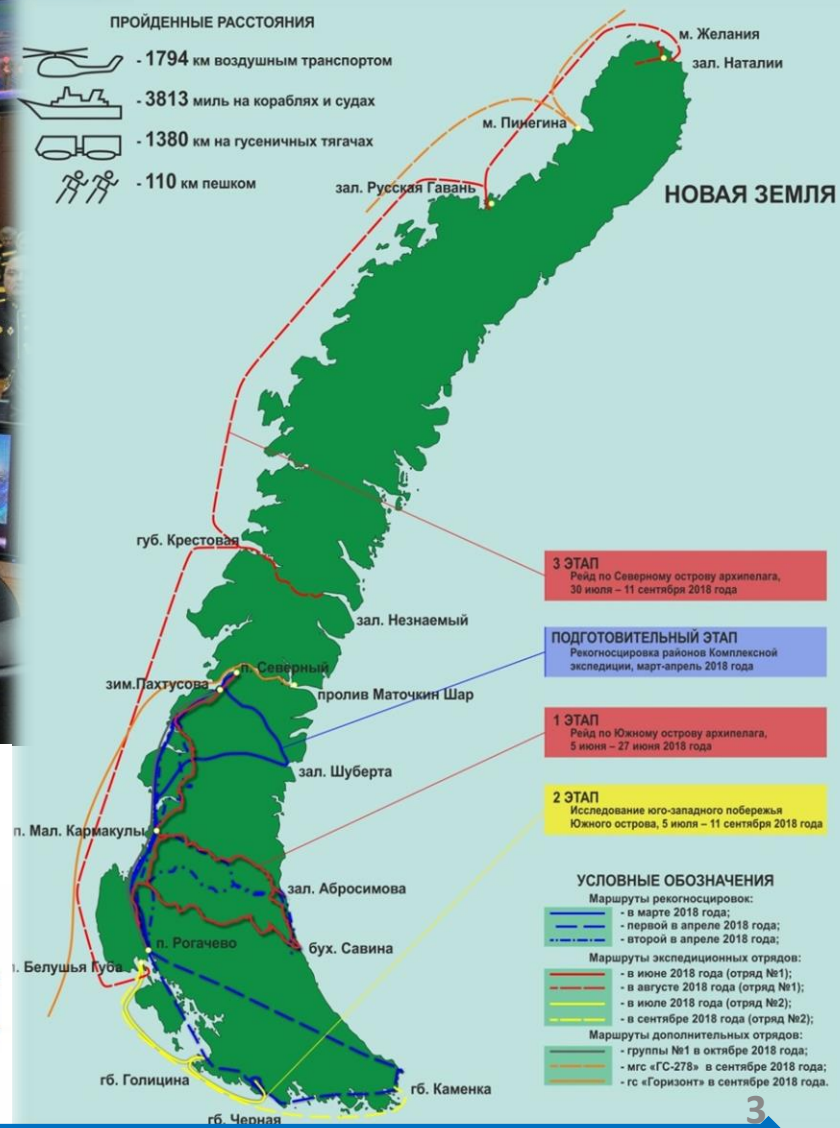 ПРОЙДЕННЫЕ РАССТОЯНИЯ
- 1794 км воздушным транспортом
- 3813 миль на кораблях и судах
- 1380 км на гусеничных тягачах
- 110 км пешком
м. Желания
зал. Наталии
м. Пинегина
зал. Русская Гавань
НОВАЯ ЗЕМЛЯ
губ. Крестовая
зал. Незнаемый
п. Северный
зим.Пахтусова
пролив Маточкин Шар
зал. Шуберта
п. Мал. Кармакулы
зал. Абросимова
п. Рогачево
бух. Савина
Белушья Губа
гб. Голицина
гб. Каменка
гб. Черная
3 ЭТАП
Рейд по Северному острову архипелага,
30 июля – 11 сентября 2018 года
ПОДГОТОВИТЕЛЬНЫЙ ЭТАП
Рекогносцировка районов Комплексной
экспедиции, март-апрель 2018 года
1 ЭТАП
Рейд по Южному острову архипелага,
5 июня – 27 июня 2018 года
2 ЭТАП
Исследование юго-западного побережья
Южного острова, 5 июля – 11 сентября 2018 года
УСЛОВНЫЕ ОБОЗНАЧЕНИЯ
Маршруты рекогносцировок:
- в марте 2018 года;
- первой в апреле 2018 года;
- второй в апреле 2018 года;
Маршруты экспедиционных отрядов:
- в июне 2018 года (отряд №1);
- в августе 2018 года (отряд №1);
- в июле 2018 года (отряд №2);
- в сентябре 2018 года (отряд №2);
Маршруты дополнительных отрядов:
- группы №1 в октябре 2018 года;
- мгс «ГС-278» в сентябре 2018 года;
- гс «Горизонт» в сентябре 2018 года.
3